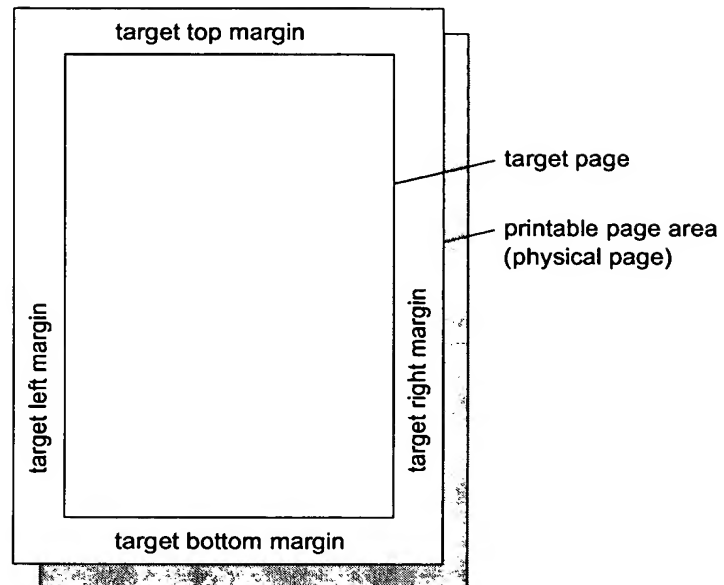 target top margin
target page
printable page area
(physical page)
target left margin
target right margin
target bottom margin